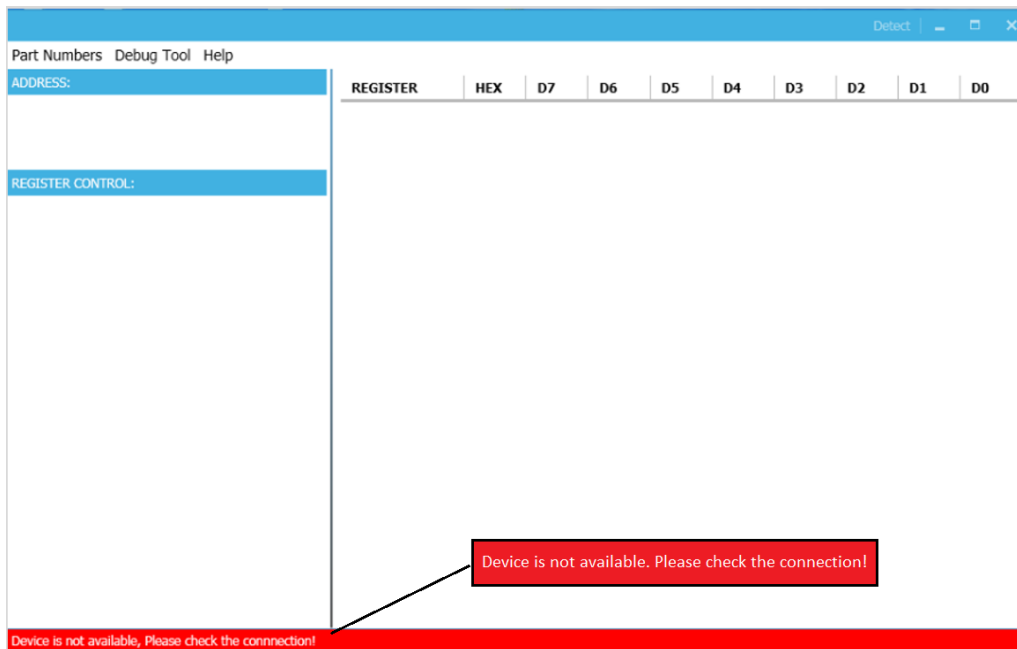 Detect
Part Numbers Debug Tool Help
ADDRESS:
REGISTER HEX D7 D6 D5 D4 D3 D2 D1 D0
REGISTER CONTROL:
Device is not available. Please check the connection!
Device is not available, Please check the connnection!